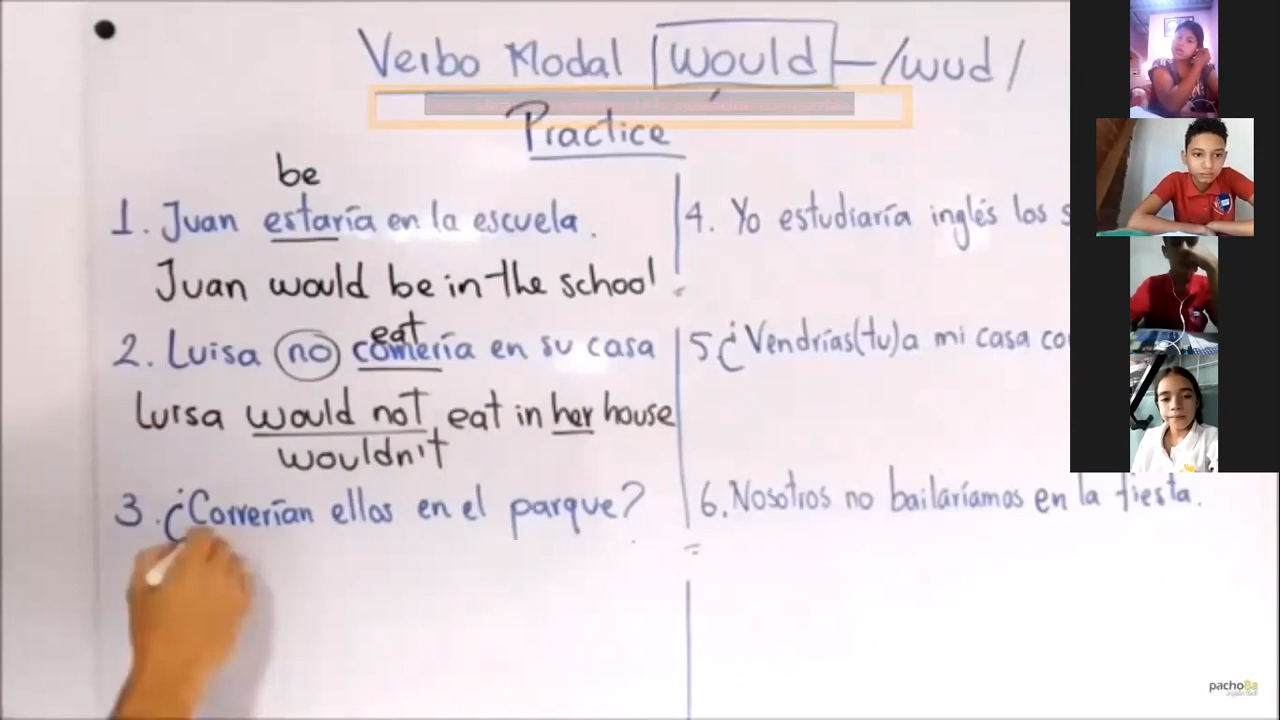 Verbo Modal would - /wud/
Practice
be
1. Juan estaría en la escuela.
Juan would be in the school
eat
2. Luisa no comería en su casa
Luisa would not eat in her house
wouldn't
3. ¿Correrían ellos en el parque?
4. Yo estudiaría inglés los s
5 ¿Vendrías(tu)a mi casa co
6. Nosotros no bailaríamos en la fiesta.
pacho8a